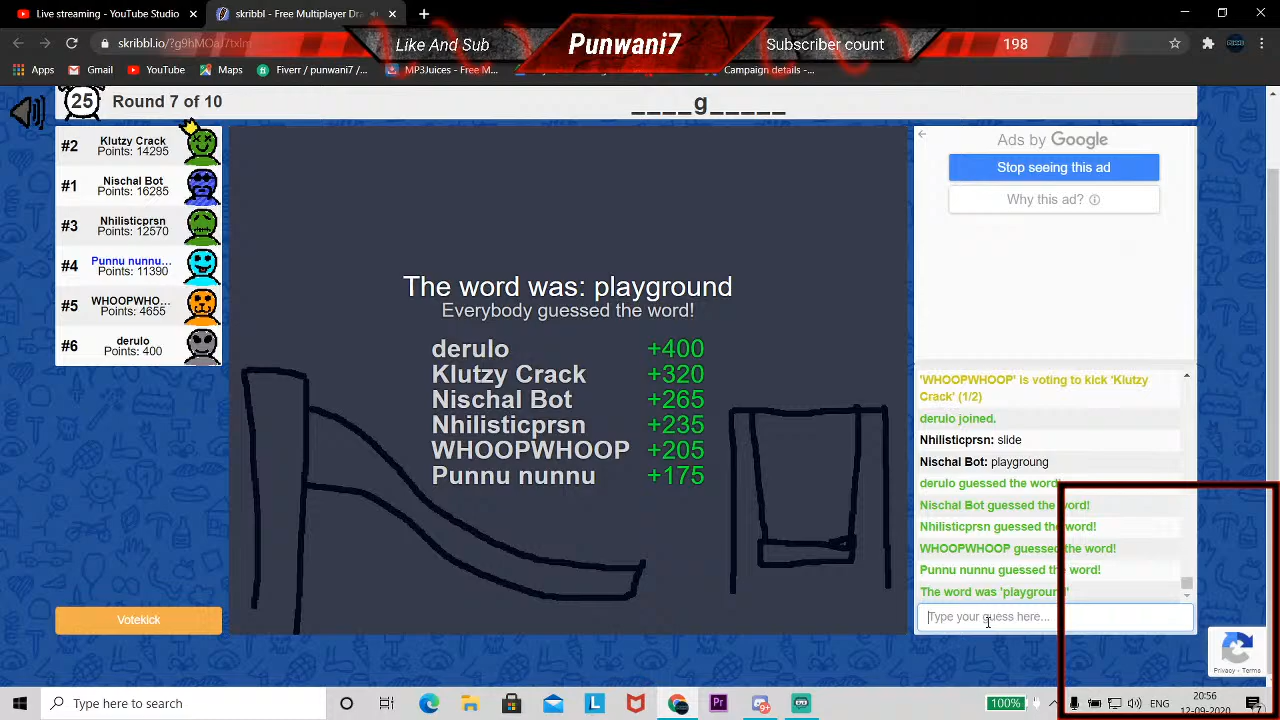 Live streaming - YouTube Studio
skribbl - Free Multiplayer Dra
skribbl.io/?g9hMOaJ7txlm
Like And Sub
Punwani7
Subscriber count
198
Apps
Gmail
YouTube
Maps
Fiverr / punwani7 /...
MP3Juices - Free M...
Campaign details -...
25
Round 7 of 10
____g_____
#2
Klutzy Crack
Points: 14295
#1
Nischal Bot
Points: 16285
#3
Nhilisticprsn
Points: 12570
#4
Punnu nunnu...
Points: 11390
#5
WHOOPWHO...
Points: 4655
#6
derulo
Points: 400
Votekick
The word was: playground
Everybody guessed the word!
derulo +400
Klutzy Crack +320
Nischal Bot +265
Nhilisticprsn +235
WHOOPWHOOP +205
Punnu nunnu +175
Ads by Google
Stop seeing this ad
Why this ad?
'WHOOPWHOOP' is voting to kick 'Klutzy
Crack' (1/2)
derulo joined.
Nhilisticprsn: slide
Nischal Bot: playgroung
derulo guessed the word!
Nischal Bot guessed the word!
Nhilisticprsn guessed the word!
WHOOPWHOOP guessed the word!
Punnu nunnu guessed the word!
The word was 'playground'
Type your guess here...
Privacy - Terms
Type here to search
100%
ENG
20:56
12-09-2020